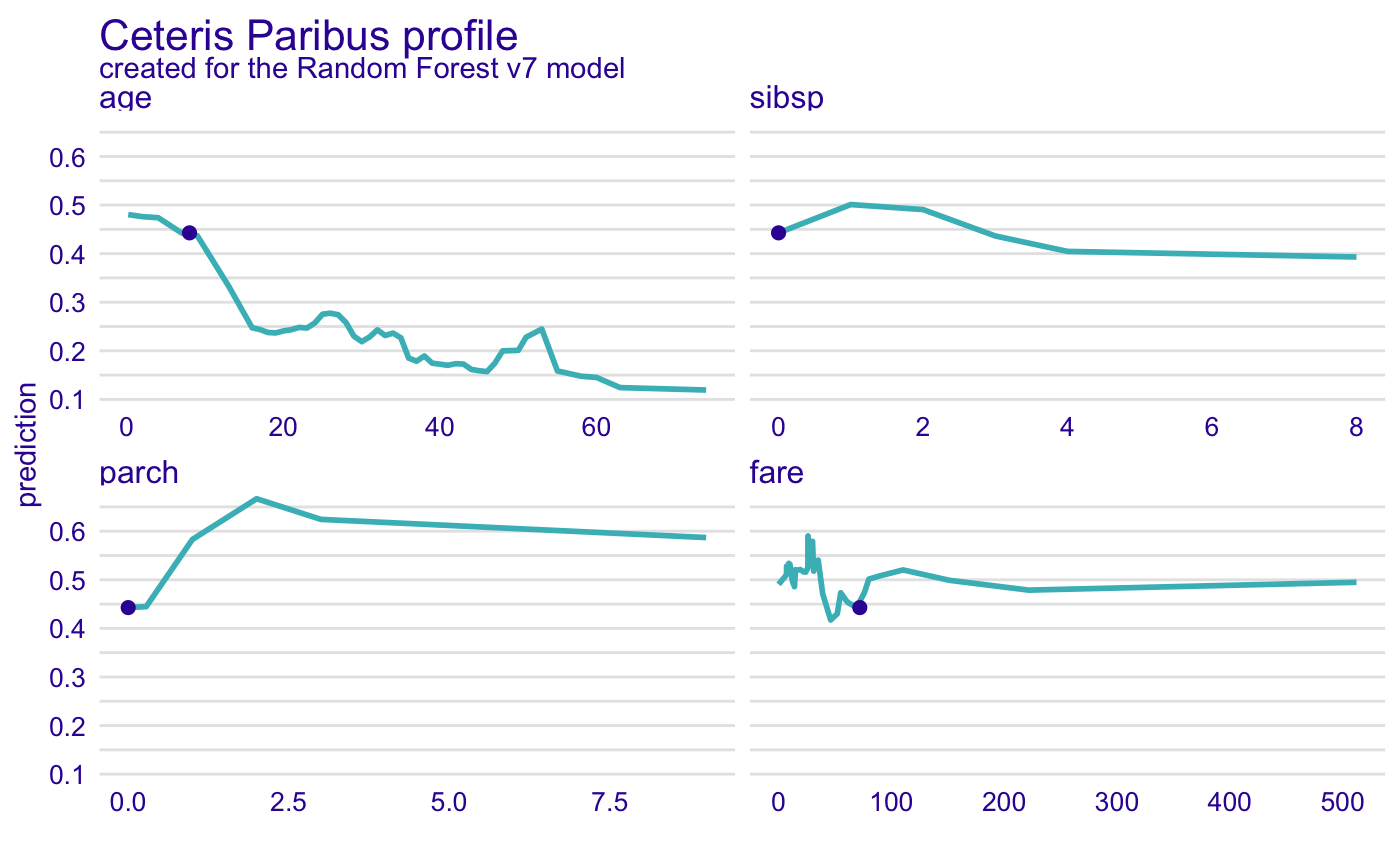 Ceteris Paribus profile
created for the Random Forest v7 model
age
sibsp
0.6
0.5
0.4
0.3
0.2
0.1
0 20 40 60
0 2 4 6 8
prediction
parch
fare
0.6
0.5
0.4
0.3
0.2
0.1
0.0 2.5 5.0 7.5
0 100 200 300 400 500